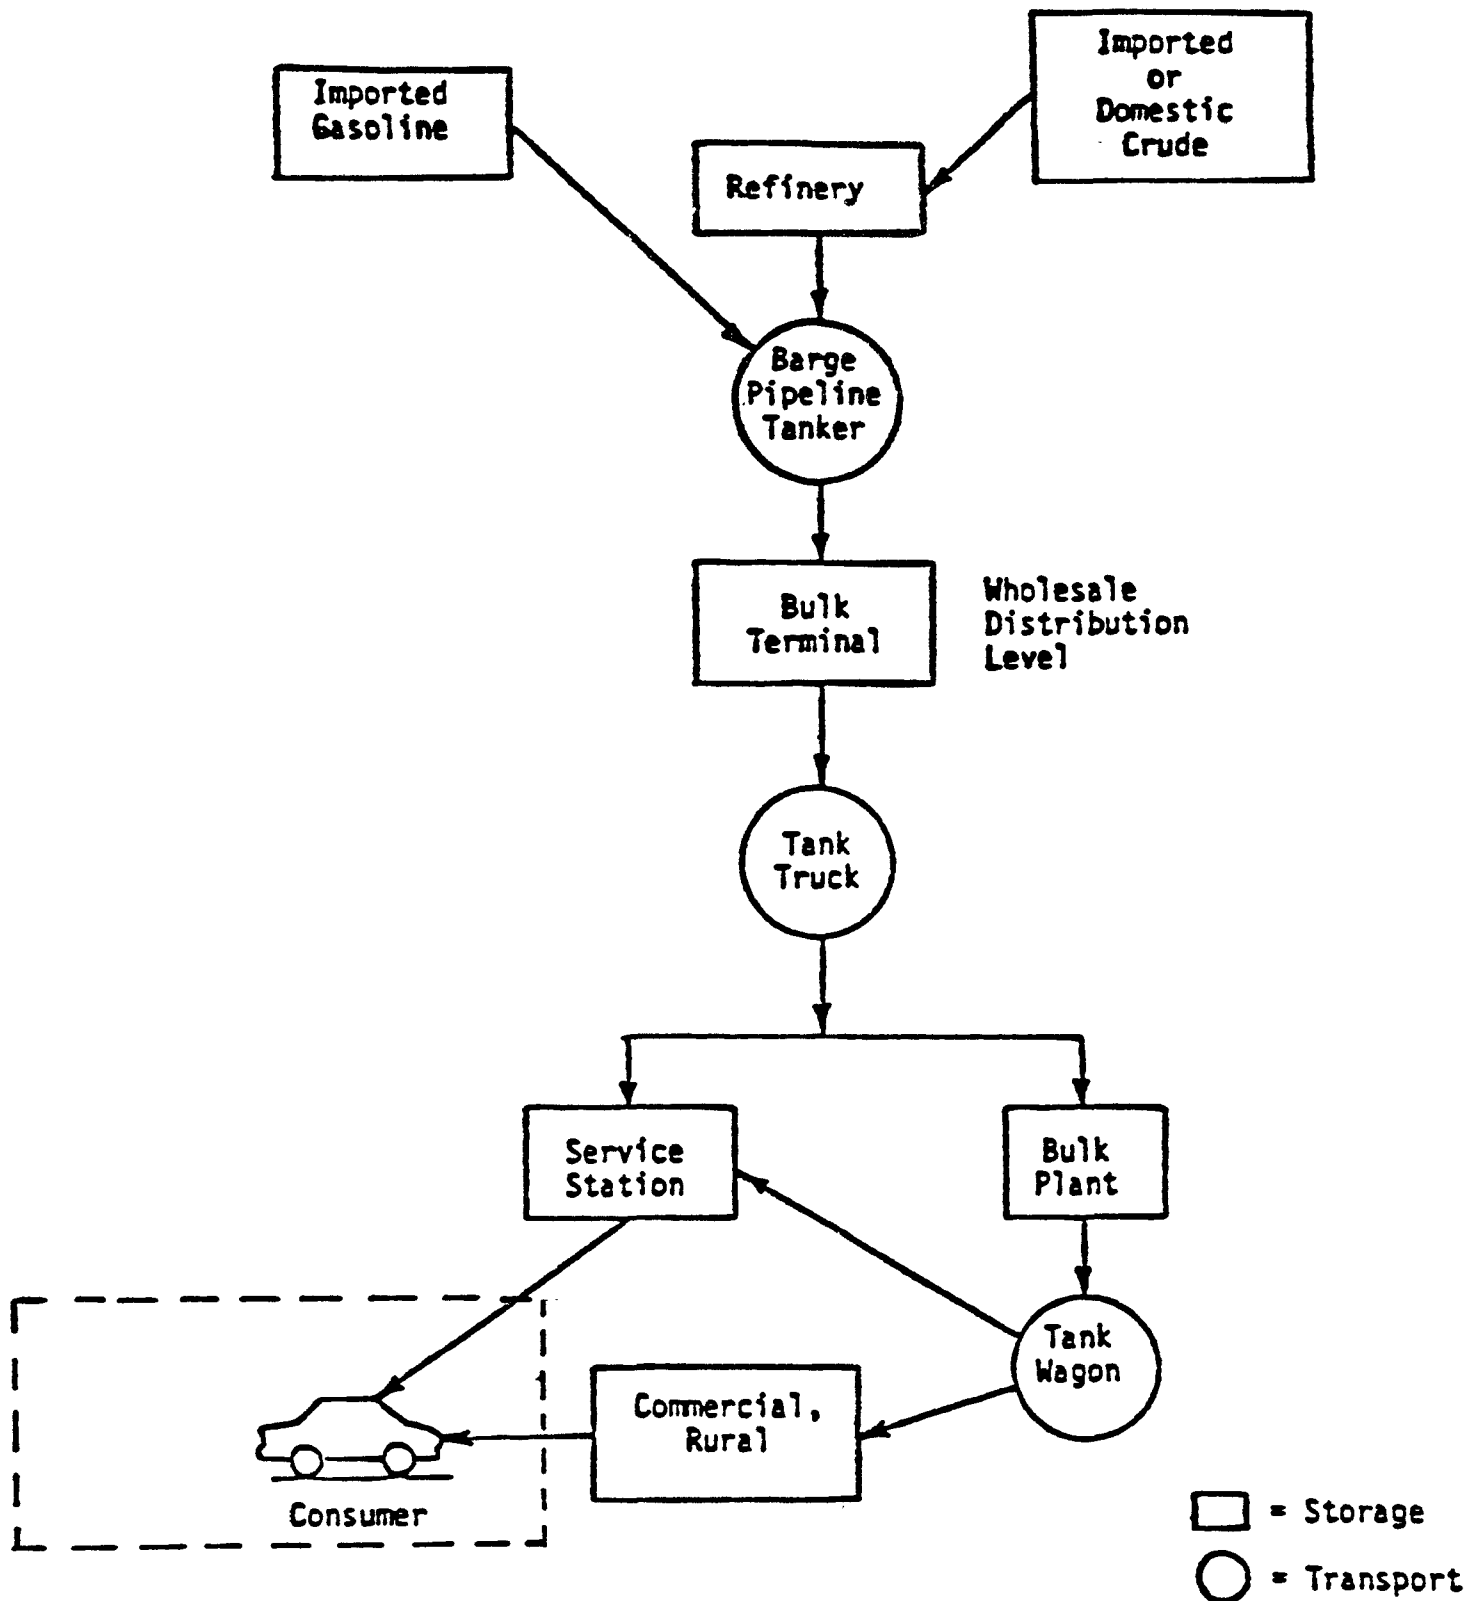 Imported
or
Domestic
Crude
Imported
Gasoline
Refinery
Barge
Pipeline
Tanker
Bulk
Terminal
Wholesale
Distribution
Level
Tank
Truck
Service
Station
Bulk
Plant
Tank
Wagon
Commercial,
Rural
Consumer
= Storage
= Transport